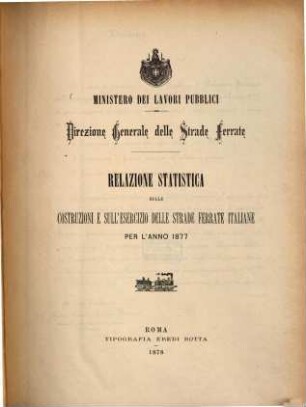 MINISTERO DEI LAVORI PUBBLICI
Direzione Generale delle Strade Ferrate
RELAZIONE STATISTICA
SULLE
COSTRUZIONI E SULL'ESERCIZIO DELLE STRADE FERRATE ITALIANE
PER L'ANNO 1877
ROMA
TIPOGRAFIA EREDI BOTTA
1878